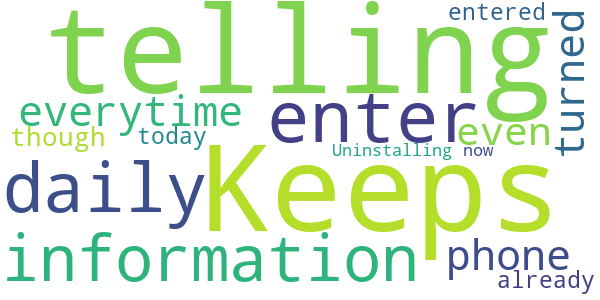 telling
entered
turned
everytime
enter
even
though
today
Uninstalling
now
daily
Keeps
information
phone
already